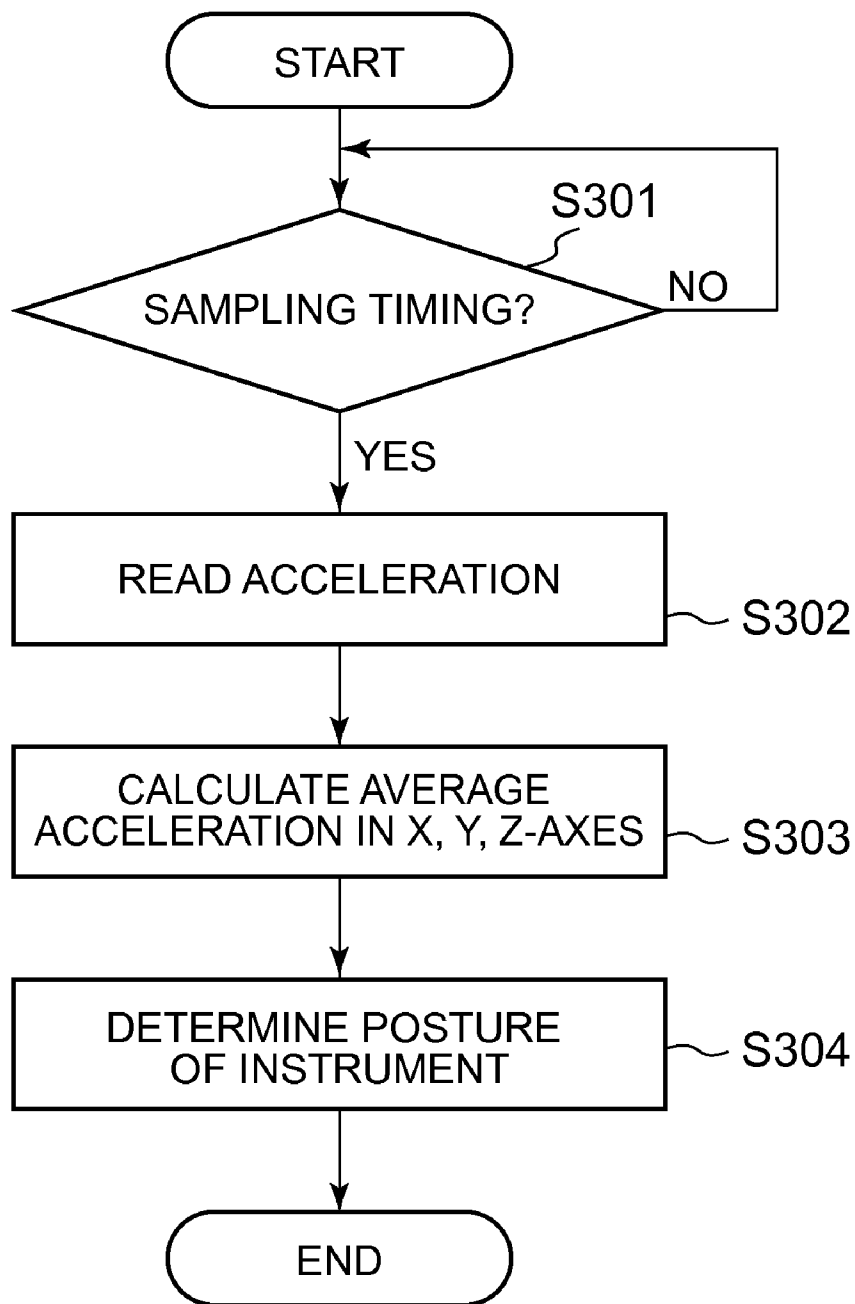 START
S301
SAMPLING TIMING?
NO
YES
READ ACCELERATION
S302
CALCULATE AVERAGE
ACCELERATION IN X, Y, Z-AXES
S303
DETERMINE POSTURE
OF INSTRUMENT
S304
END